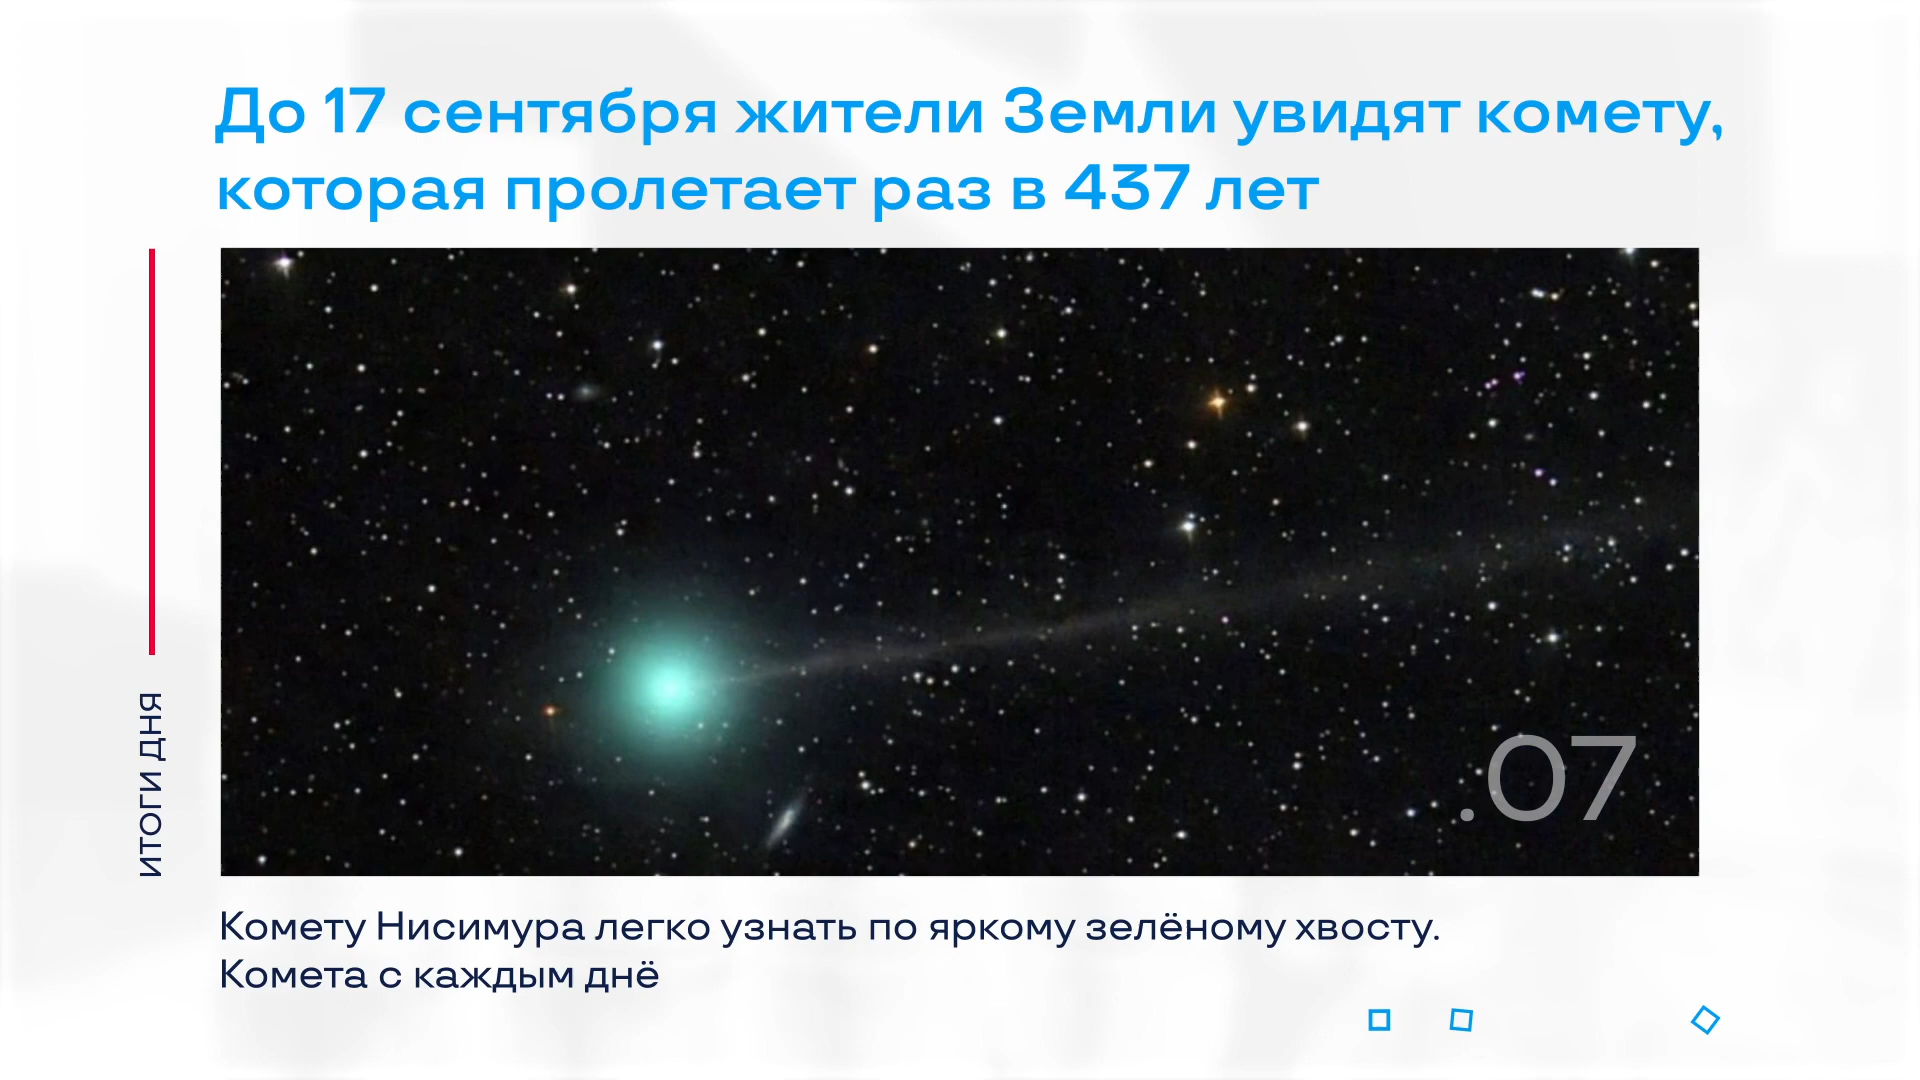 До 17 сентября жители Земли увидят комету,
которая пролетает раз в 437 лет
ИТОГИ ДНЯ
.07
Комету Нисимура легко узнать по яркому зелёному хвосту.
Комета с каждым днё